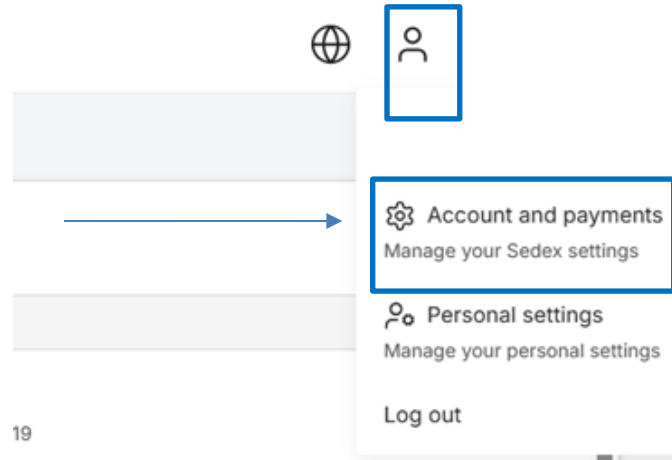 Account and payments
Manage your Sedex settings
Personal settings
Manage your personal settings
Log out
19